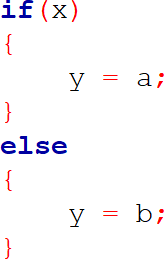 if(x)
{
    y = a;
}
else
{
    y = b;
}